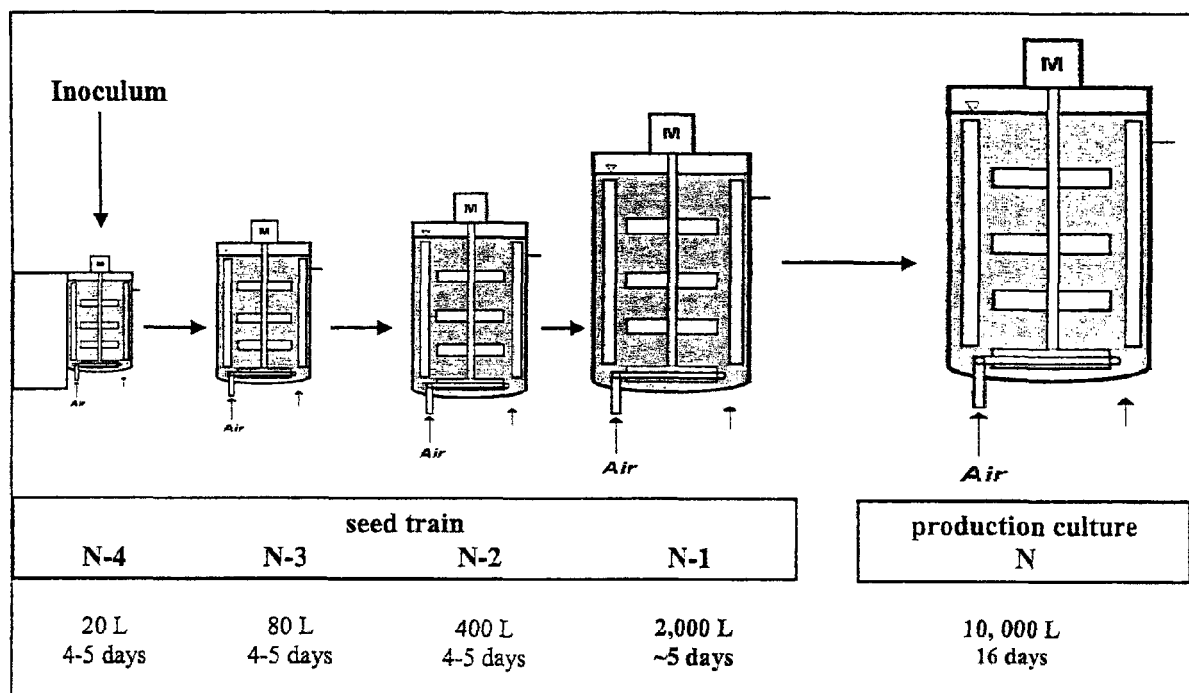 Inoculum
M
M
M
M
M
Air
Air
Air
Air
Air
seed train
production culture
N-4
N-3
N-2
N-1
N
20 L
80 L
400 L
2,000 L
10, 000 L
4-5 days
4-5 days
4-5 days
~5 days
16 days